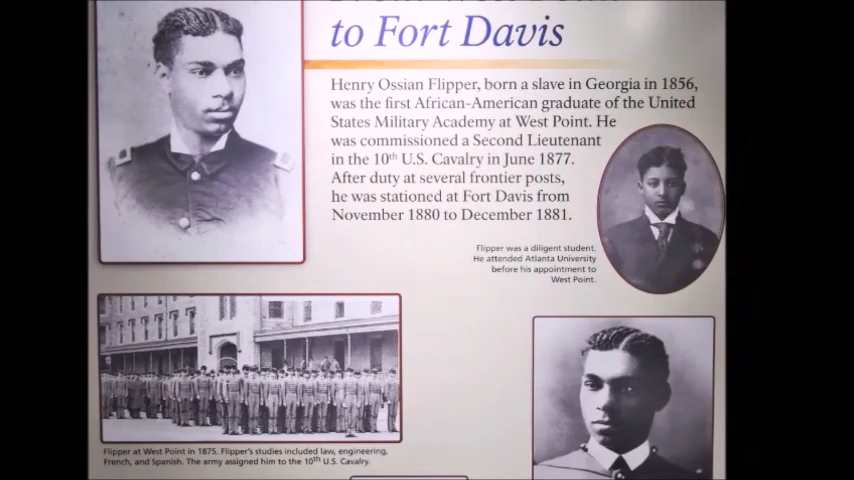 to Fort Davis
Henry Ossian Flipper, born a slave in Georgia in 1856,
was the first African-American graduate of the United
States Military Academy at West Point. He
was commissioned a Second Lieutenant
in the 10th U.S. Cavalry in June 1877.
After duty at several frontier posts,
he was stationed at Fort Davis from
November 1880 to December 1881.
Flipper was a diligent student.
He attended Atlanta University
before his appointment to
West Point.
Flipper at West Point in 1875. Flipper's studies included law, engineering,
French, and Spanish. The army assigned him to the 10th U.S. Cavalry.